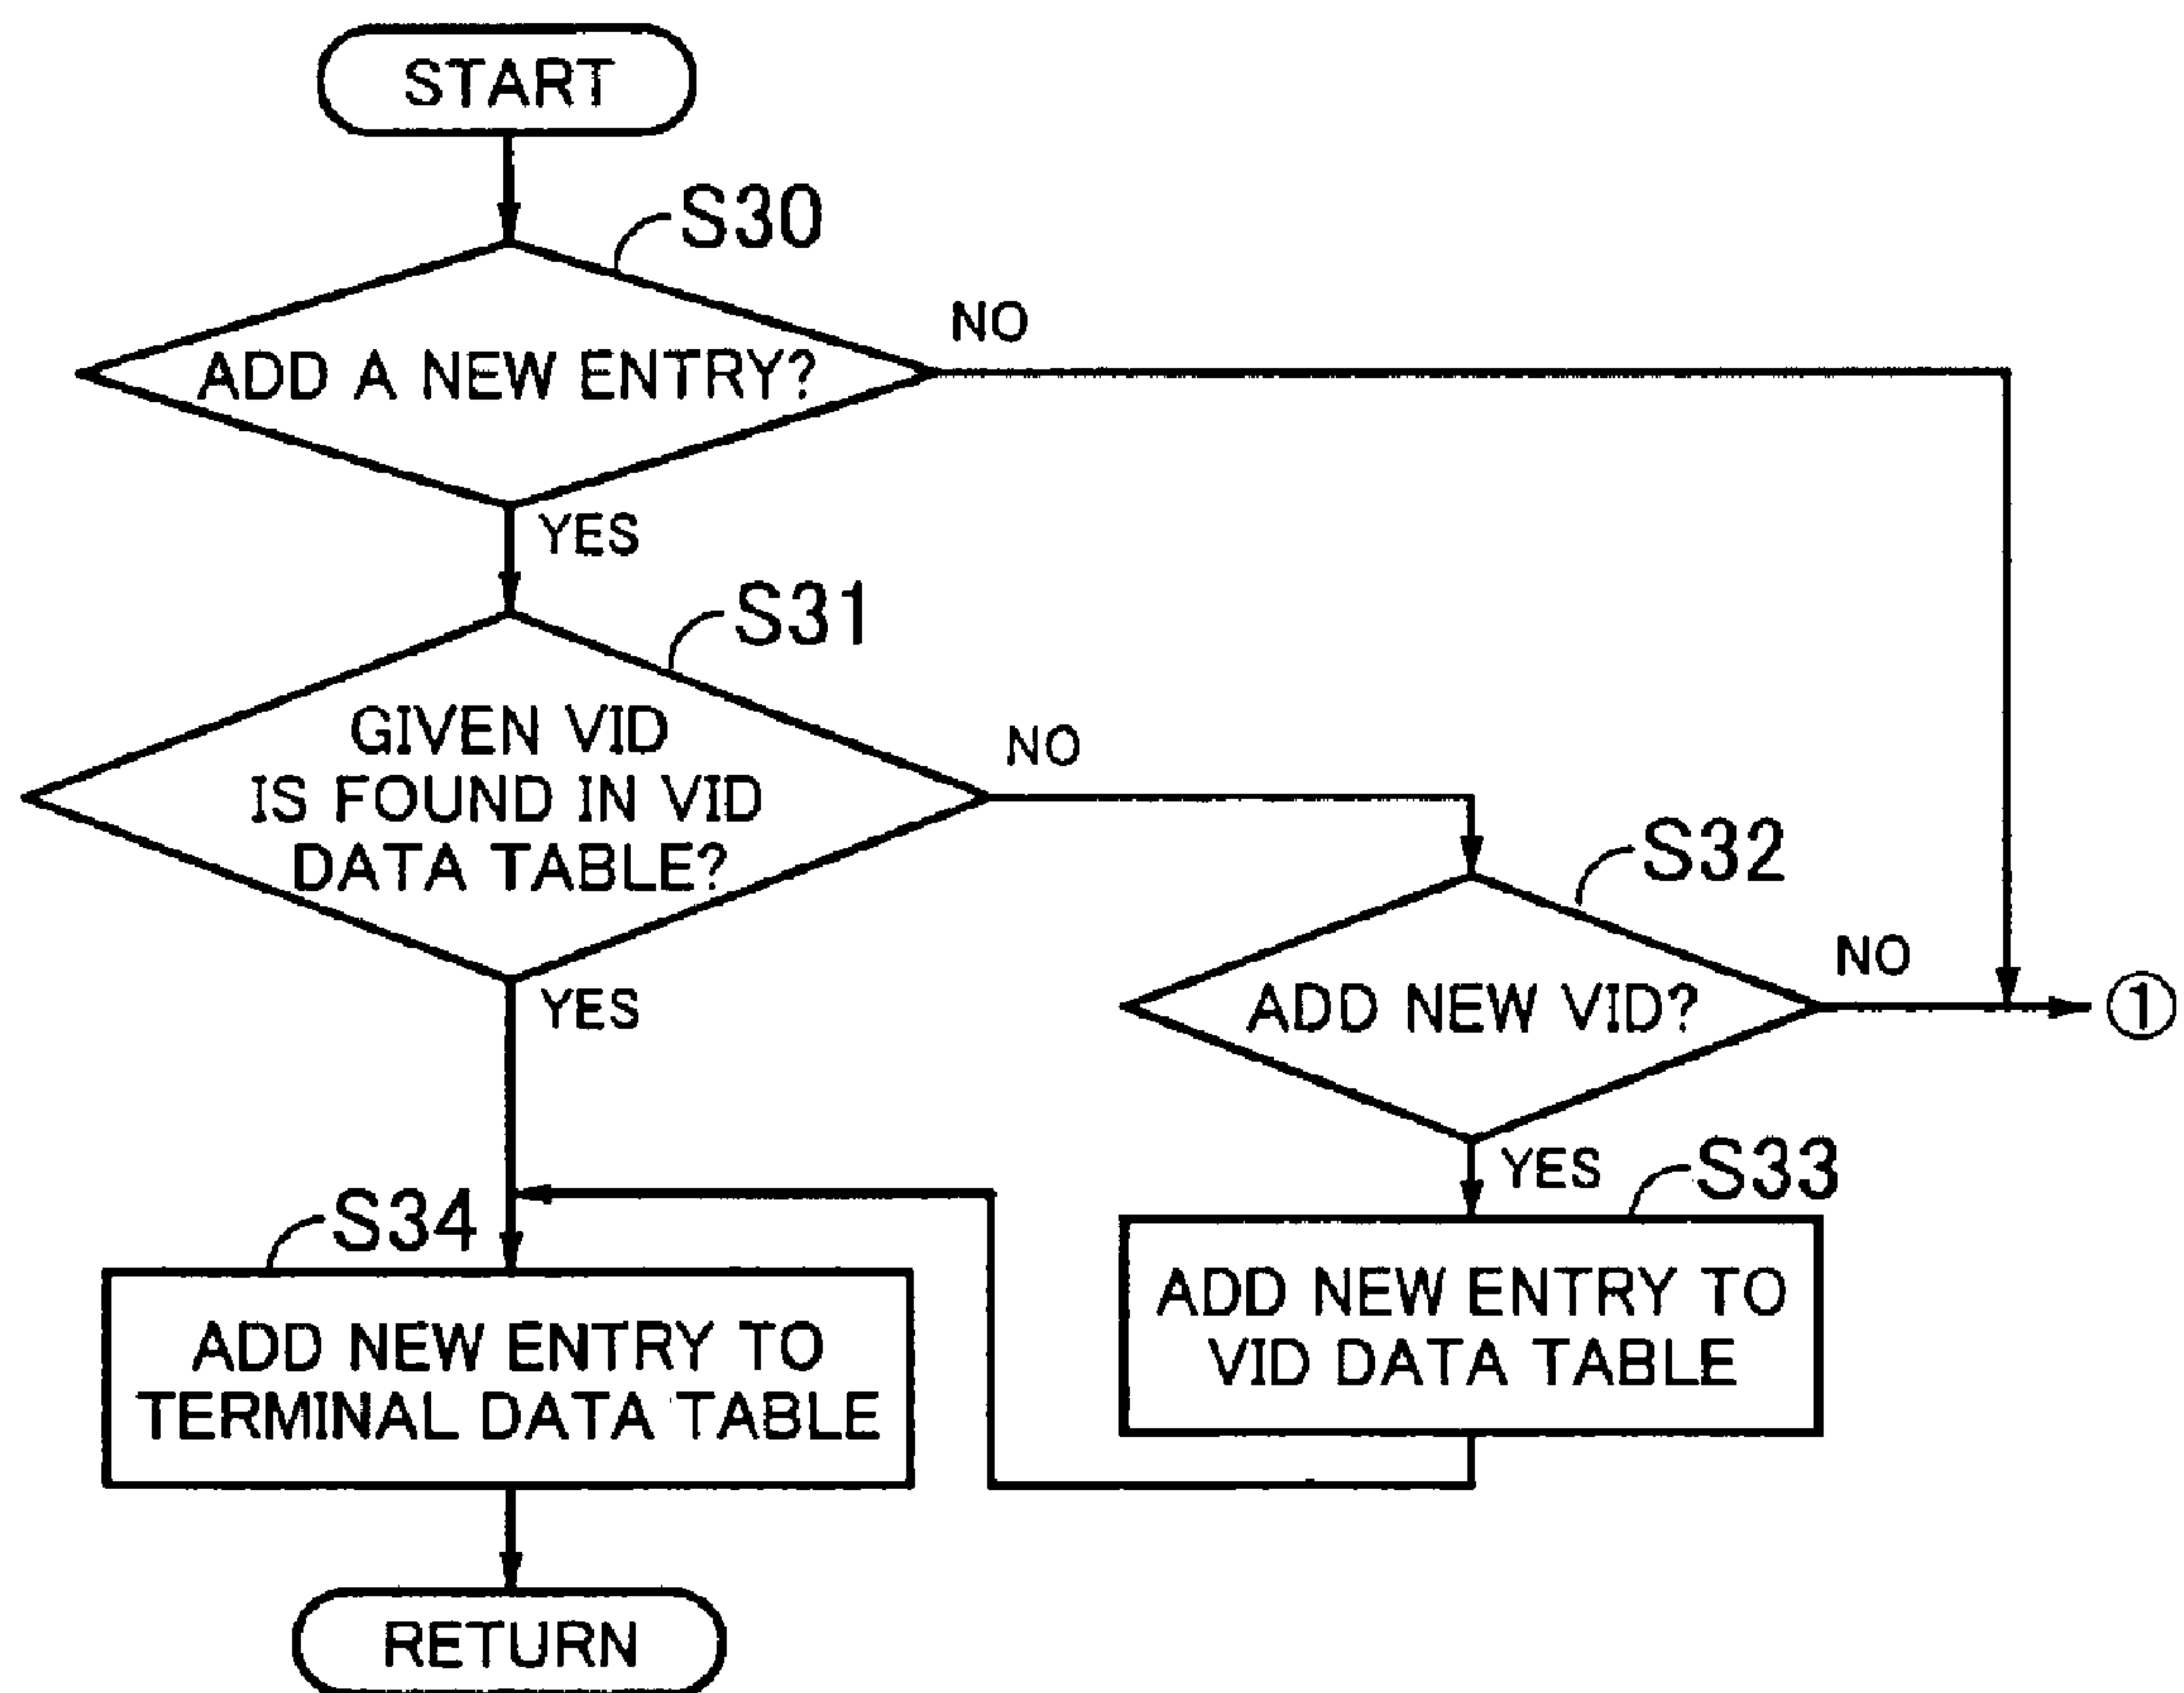 START
S30
NO
ADD A NEW ENTRY?
YES
S31
GIVEN VID
IS FOUND IN VID
DATA TABLE?
NO
YES
S32
ADD NEW VID?
NO
①
YES
S33
ADD NEW ENTRY TO
VID DATA TABLE
S34
ADD NEW ENTRY TO
TERMINAL DATA TABLE
RETURN